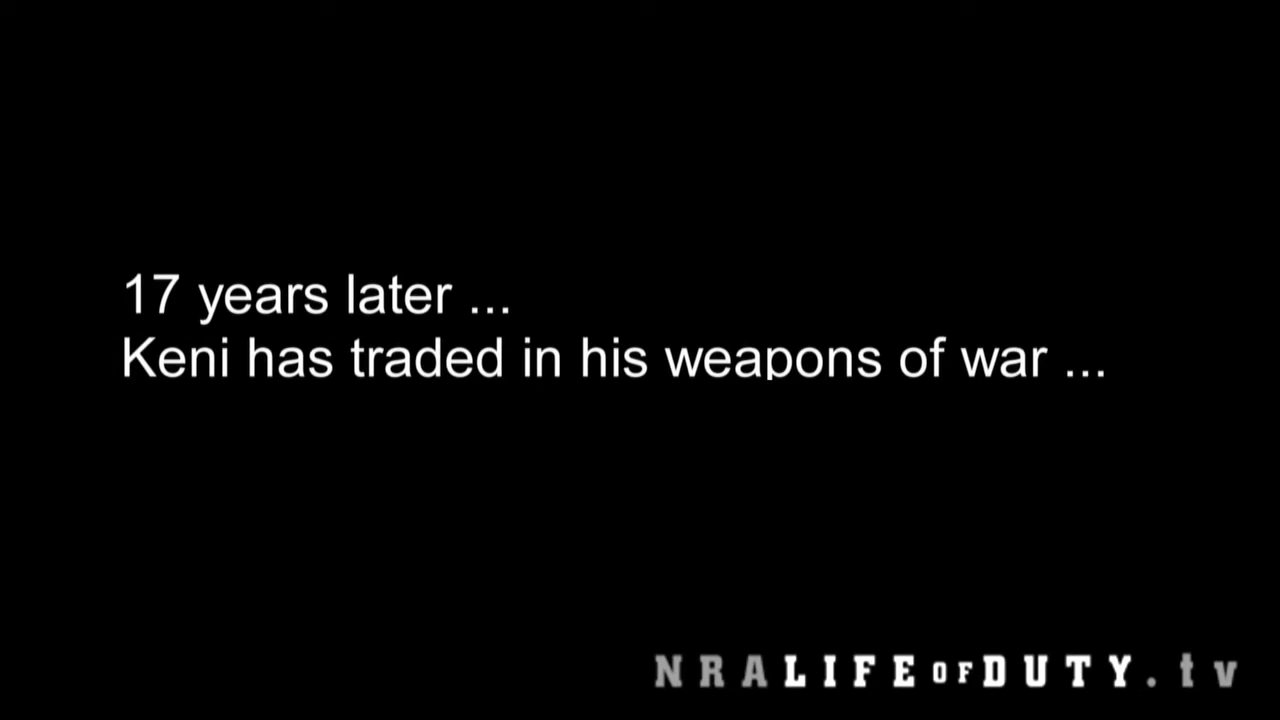 17 years later ...
Keni has traded in his weapons of war ...
NRALIFEOFDUTY.tv